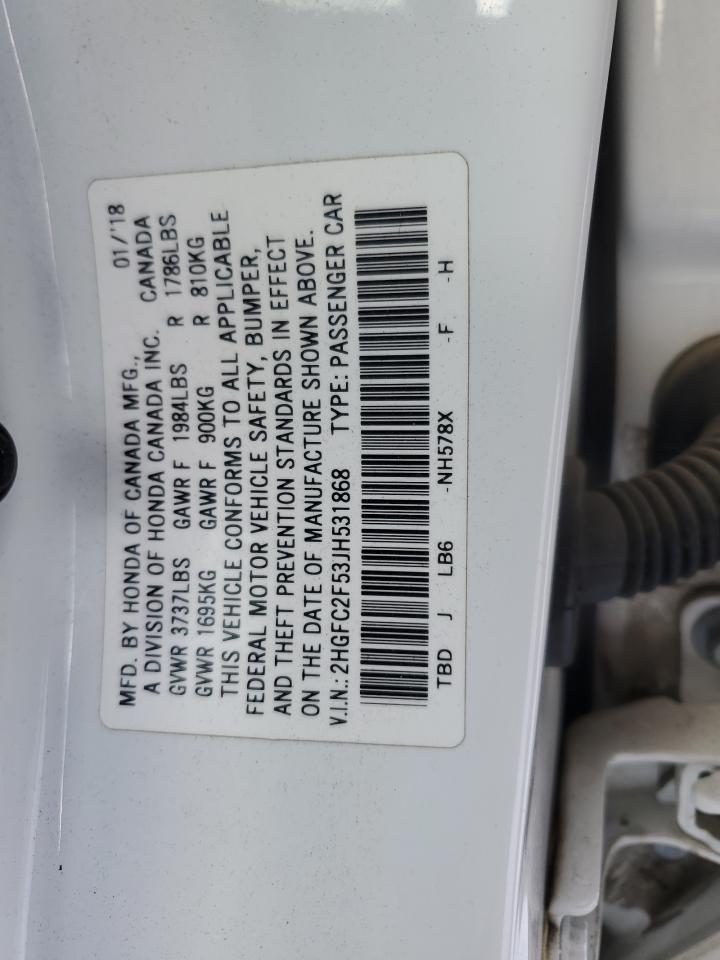 MFD. BY HONDA OF CANADA MFG., 01/'18
A DIVISION OF HONDA CANADA INC. CANADA
GVWR 3737LBS GAWR F 1984LBS R 1786LBS
GVWR 1695KG GAWR F 900KG R 810KG
THIS VEHICLE CONFORMS TO ALL APPLICABLE
FEDERAL MOTOR VEHICLE SAFETY, BUMPER,
AND THEFT PREVENTION STANDARDS IN EFFECT
ON THE DATE OF MANUFACTURE SHOWN ABOVE.
V.I.N.: 2HGFC2F53JH531868 TYPE: PASSENGER CAR
TBD J LB6 -NH578X -F -H